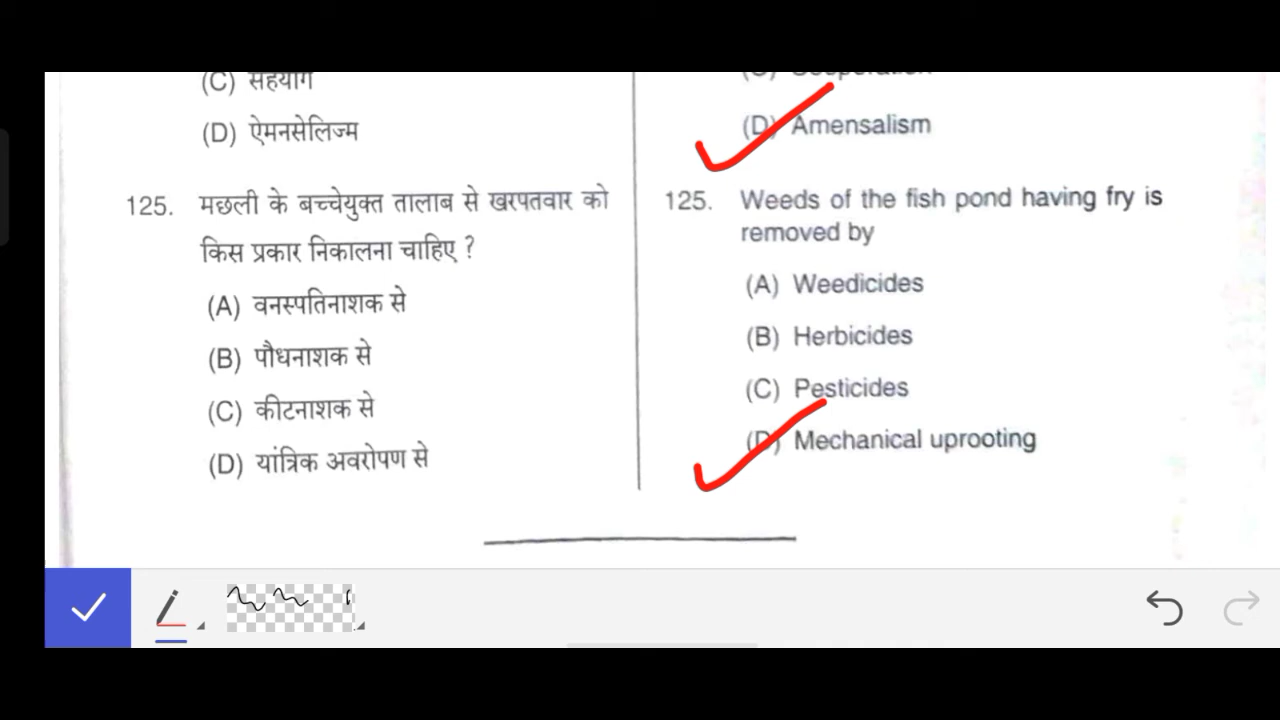 (C) सहयोग
(D) ऐमनसेलिज्म
125. मछली के बच्चेयुक्त तालाब से खरपतवार को
किस प्रकार निकालना चाहिए ?
(A) वनस्पतिनाशक से
(B) पौधनाशक से
(C) कीटनाशक से
(D) यांत्रिक अवरोपण से
(C) Cooperation
(D) Amensalism
125. Weeds of the fish pond having fry is
removed by
(A) Weedicides
(B) Herbicides
(C) Pesticides
(D) Mechanical uprooting